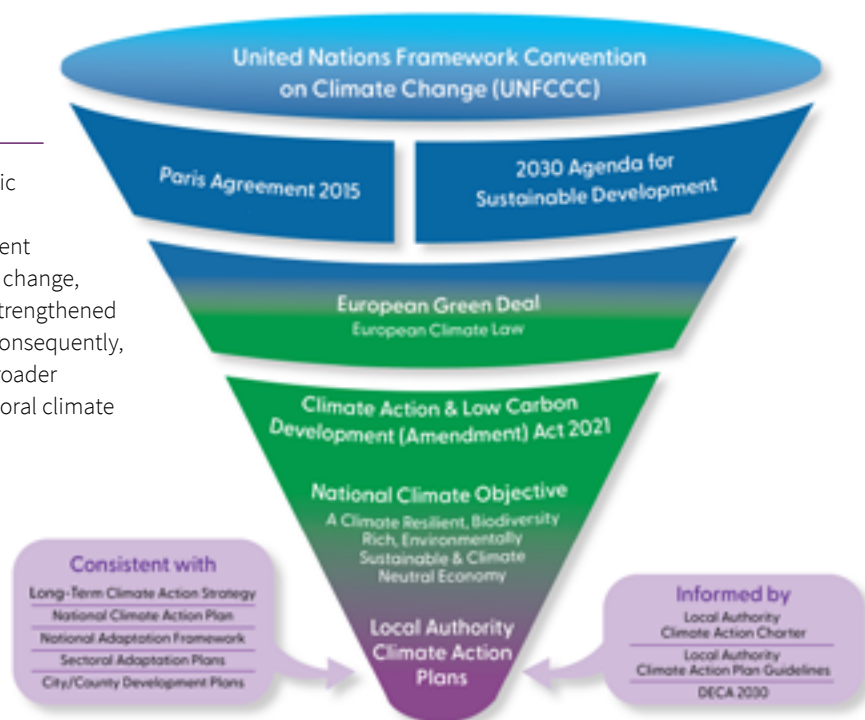 United Nations Framework Convention
on Climate Change (UNFCCC)
Paris Agreement 2015
2030 Agenda for
Sustainable Development
ic
ent
change,
trengthened
onsequently,
roader
oral climate
European Green Deal
European Climate Law
Climate Action & Low Carbon
Development (Amendment) Act 2021
National Climate Objective
A Climate Resilient, Biodiversity
Rich, Environmentally
Sustainable & Climate
Neutral Economy
Local Authority
Climate Action
Plans
Consistent with
Long-Term Climate Action Strategy
National Climate Action Plan
National Adaptation Framework
Sectoral Adaptation Plans
City/County Development Plans
Informed by
Local Authority
Climate Action Charter
Local Authority
Climate Action Plan Guidelines
DECA 2030